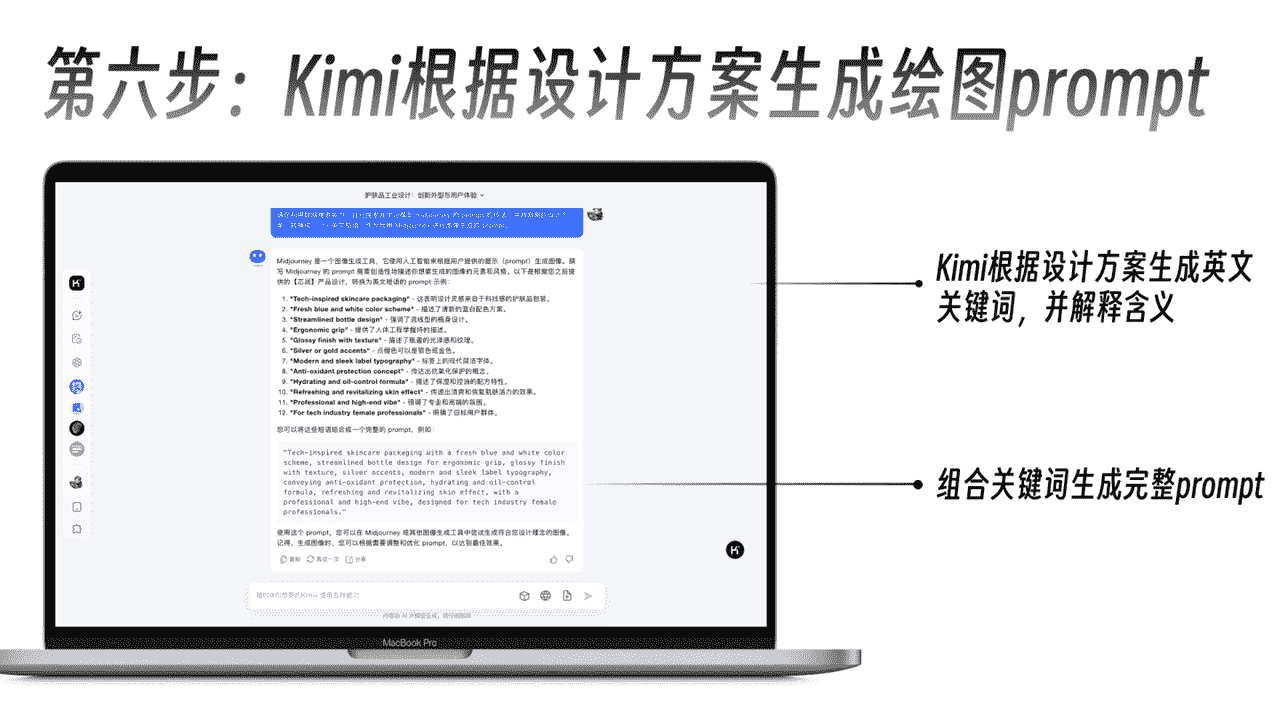 第六步：Kimi根据设计方案生成绘图prompt
护肤品工业设计：创新外型与用户体验
Midjourney 是一个图像生成工具，它使用人工智能来根据用户提供的提示（prompt）生成图像。撰
写 Midjourney 的 prompt 需要创造性地描述你想要生成的图像的元素和风格。以下是根据您之前提
供的【芯润】产品设计，转换为英文短语的 prompt 示例：
1. "Tech-inspired skincare packaging" - 这表明设计灵感来自于科技感的护肤品包装。
2. "Fresh blue and white color scheme" - 描述了清新的蓝白配色方案。
3. "Streamlined bottle design" - 强调了流线型的瓶身设计。
4. "Ergonomic grip" - 提供了人体工程学握持的描述。
5. "Glossy finish with texture" - 描述了瓶盖的光泽感和纹理。
6. "Silver or gold accents" - 点缀色可以是银色或金色。
7. "Modern and sleek label typography" - 标签上的现代简洁字体。
8. "Anti-oxidant protection concept" - 传达出抗氧化保护的概念。
9. "Hydrating and oil-control formula" - 描述了保湿和控油的配方特性。
10. "Refreshing and revitalizing skin effect" - 传递出清爽和恢复肌肤活力的效果。
11. "Professional and high-end vibe" - 强调了专业和高端的氛围。
12. "For tech industry female professionals" - 明确了目标用户群体。
您可以将这些短语组合成一个完整的 prompt，例如：
"Tech-inspired skincare packaging with a fresh blue and white color
scheme, streamlined bottle design for ergonomic grip, glossy finish
with texture, silver accents, modern and sleek label typography,
conveying anti-oxidant protection, hydrating and oil-control
formula, refreshing and revitalizing skin effect, with a
professional and high-end vibe, designed for tech industry female
professionals."
使用这个 prompt，您可以在 Midjourney 或其他图像生成工具中尝试生成符合您设计理念的图像。
记得，生成图像时，您可以根据需要调整和优化 prompt，以达到最佳效果。
复制 再试一次 分享
MacBook Pro
Kimi根据设计方案生成英文
关键词，并解释含义
组合关键词生成完整prompt